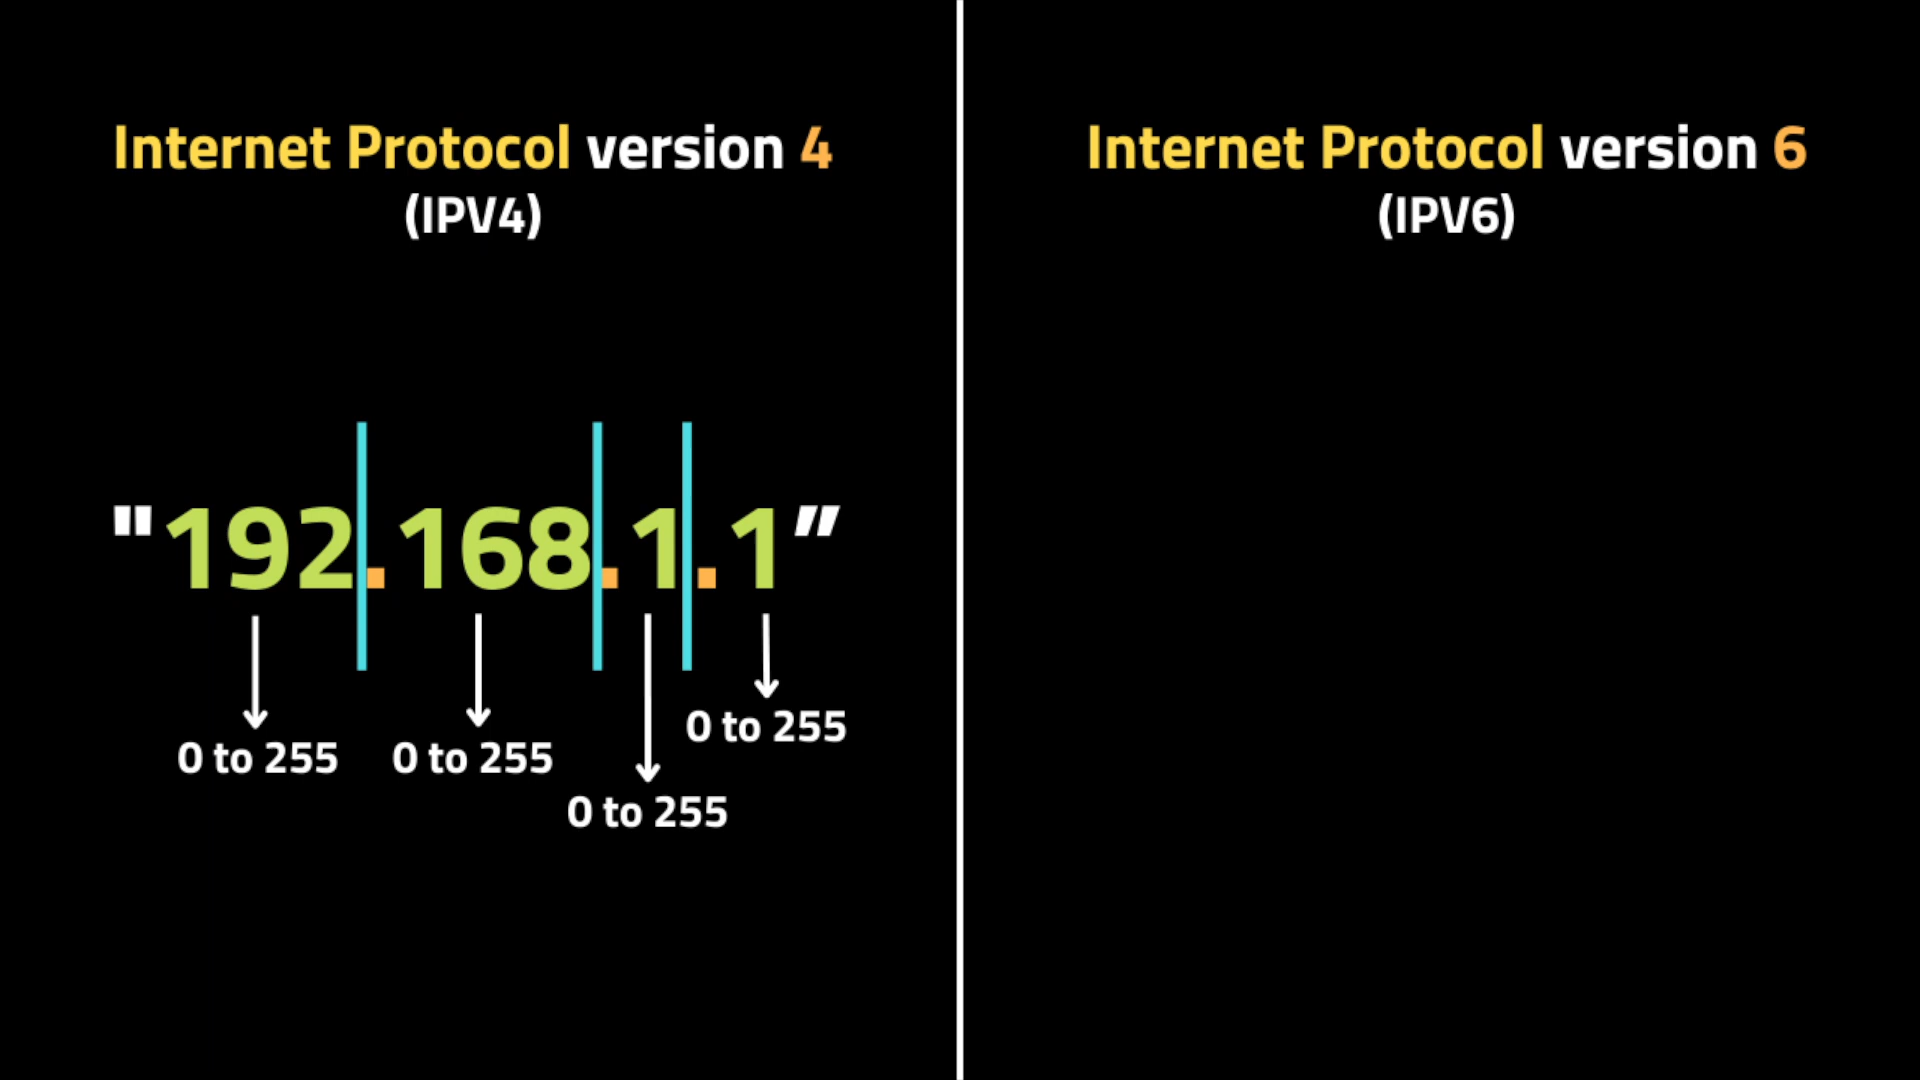 Internet Protocol version 4
(IPV4)
"192.168.1.1”
0 to 255
0 to 255
0 to 255
0 to 255
Internet Protocol version 6
(IPV6)